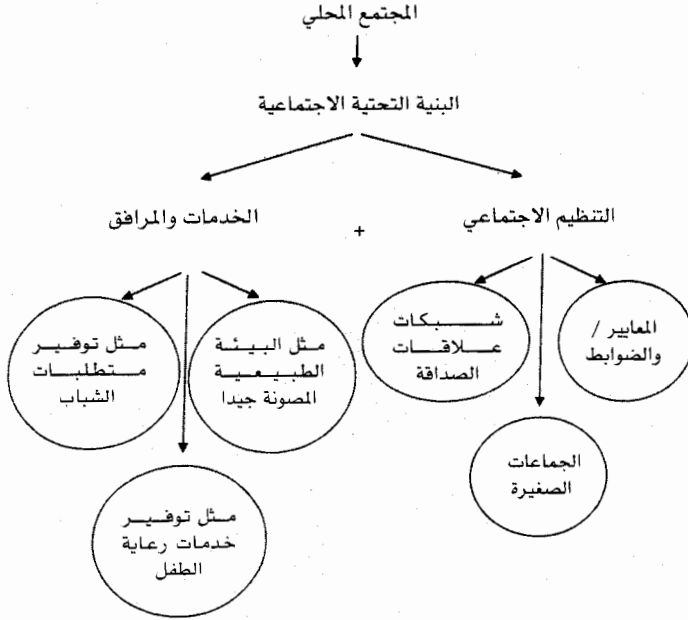 المجتمع المحلي
البنية التحتية الاجتماعية
التنظيم الاجتماعي
+
الخدمات والمرافق
المعايير /
والضوابط
شبكات
علاقات
الصداقة
الجماعات
الصغيرة
مثل البيئة
الطبيعية
المصونة جيدا
مثل توفير
متطلبات
الشباب
مثل توفير
خدمات رعاية
الطفل